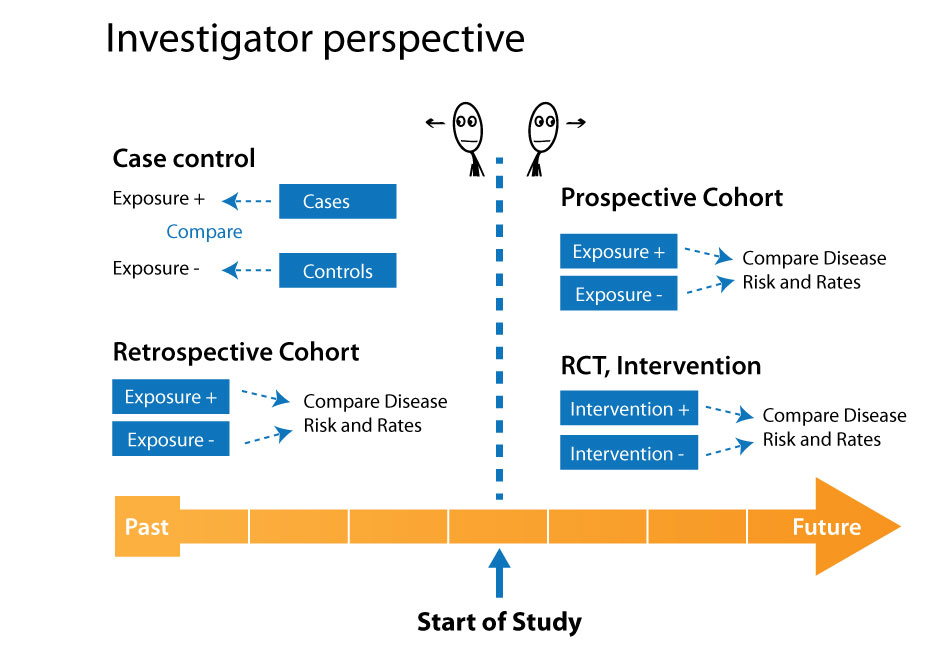 Investigator perspective
Case control
Exposure +
Cases
Compare
Exposure -
Controls
Retrospective Cohort
Exposure +
Exposure -
Compare Disease
Risk and Rates
Prospective Cohort
Exposure +
Exposure -
Compare Disease
Risk and Rates
RCT, Intervention
Intervention +
Intervention -
Compare Disease
Risk and Rates
Past
Future
Start of Study